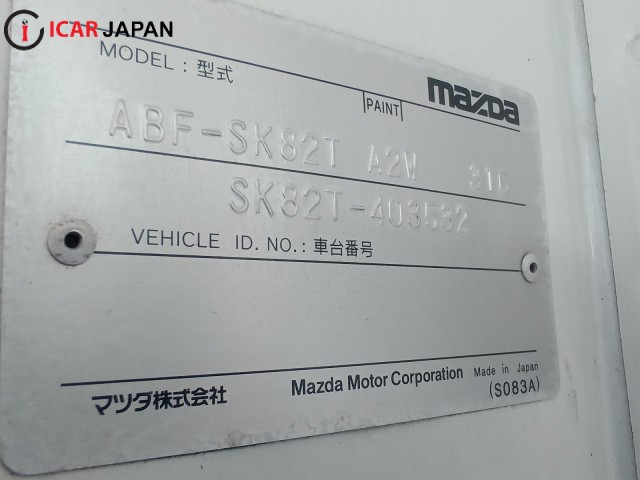 ICAR JAPAN
MODEL : 型式
PAINT
mazda
ABF-SK82T A2W 31C
SK82T-403532
VEHICLE ID. NO. : 車台番号
マツダ株式会社
Mazda Motor Corporation
Made in Japan
(S083A)